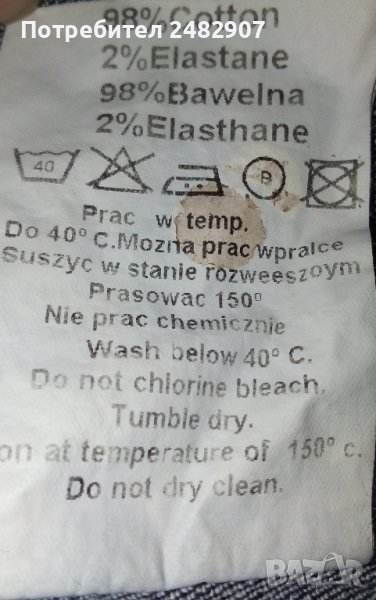 Потребител 2482907
98%Cotton
2%Elastane
98%Bawelna
2%Elasthane
40 P
Prac w temp.
Do 40° C.Mozna prac wpralce
Suszyc w stanie rozweeszoym
Prasowac 150°
Nie prac chemicznie
Wash below 40° C.
Do not chlorine bleach.
Tumble dry.
on at temperature of 150° c.
Do not dry clean.
BAZAR